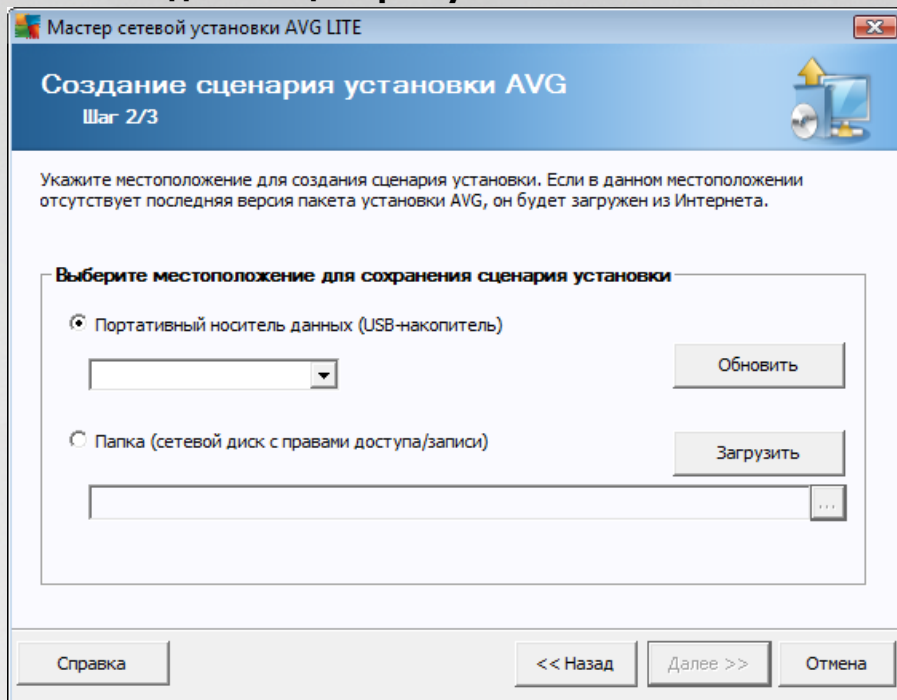 Мастер сетевой установки AVG LITE
Создание сценария установки AVG
Шаг 2/3
Укажите местоположение для создания сценария установки. Если в данном местоположении
отсутствует последняя версия пакета установки AVG, он будет загружен из Интернета.
Выберите местоположение для сохранения сценария установки
Портативный носитель данных (USB-накопитель)
Обновить
Папка (сетевой диск с правами доступа/записи)
Загрузить
...
Справка
<< Назад
Далее >>
Отмена